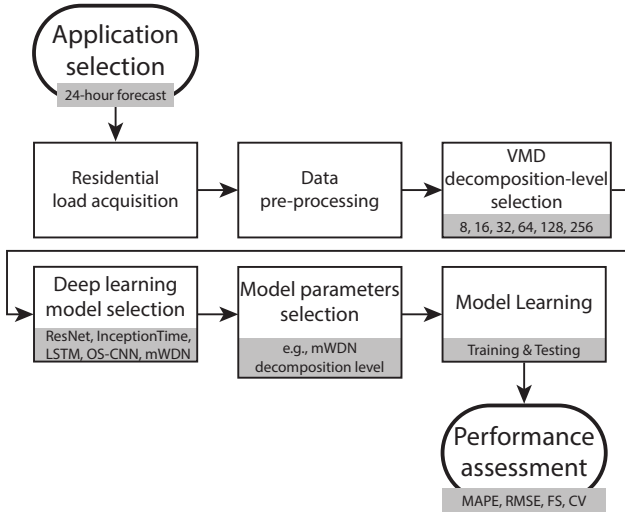 Application
selection
24-hour forecast
Residential
load acquisition
Data
pre-processing
VMD
decomposition-level
selection
8, 16, 32, 64, 128, 256
Deep learning
model selection
ResNet, InceptionTime,
LSTM, OS-CNN, mWDN
Model parameters
selection
e.g., mWDN
decomposition level
Model Learning
Training & Testing
Performance
assessment
MAPE, RMSE, FS, CV